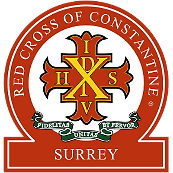 RED CROSS OF CONSTANTINE ®
I
D
H X S
V
FIDELITAS ET FERVOR
UNITAS
SURREY